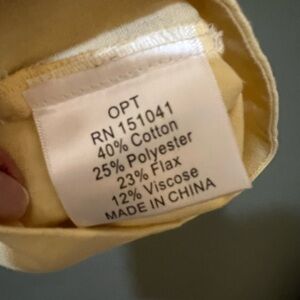 OPT
RN 151041
40% Cotton
25% Polyester
23% Flax
12% Viscose
MADE IN CHINA